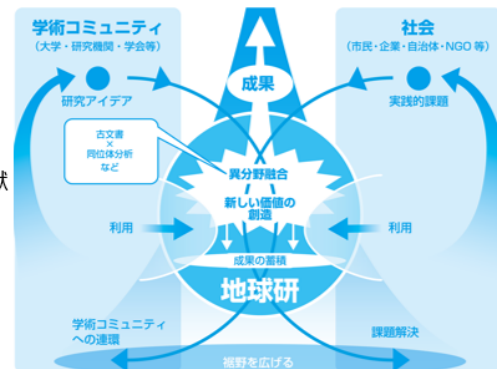 学術コミュニティ
（大学・研究機関・学会等）
研究アイデア
古文書
×
同位体分析
など
献
利用
学術コミュニティ
への連環
成果
異分野融合
新しい価値の
創造
成果の蓄積
地球研
裾野を広げる
社会
（市民・企業・自治体・NGO 等）
実践的課題
利用
課題解決